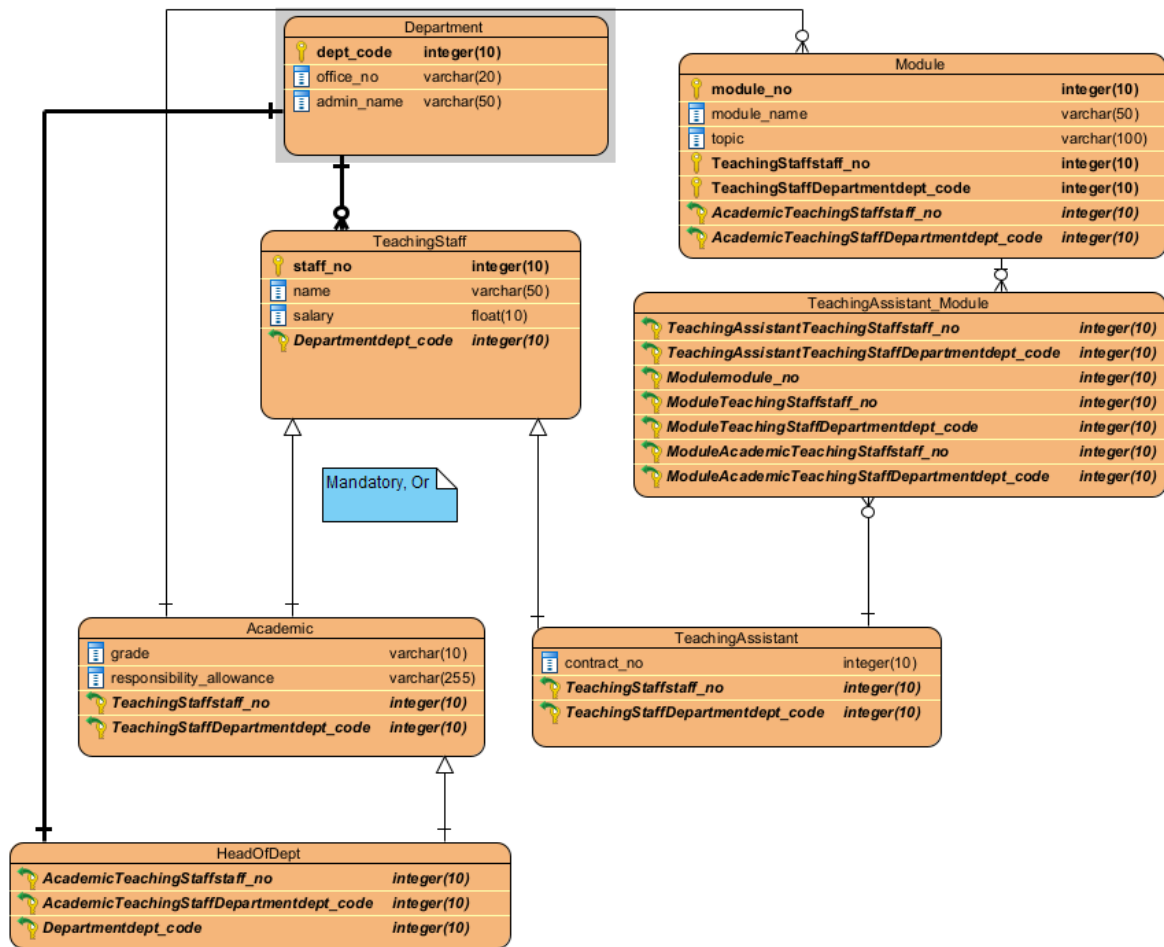 Department
dept_code integer(10)
office_no varchar(20)
admin_name varchar(50)
Module
module_no integer(10)
module_name varchar(50)
topic varchar(100)
TeachingStaffstaff_no integer(10)
TeachingStaffDepartmentdept_code integer(10)
AcademicTeachingStaffstaff_no integer(10)
AcademicTeachingStaffDepartmentdept_code integer(10)
TeachingStaff
staff_no integer(10)
name varchar(50)
salary float(10)
Departmentdept_code integer(10)
TeachingAssistant_Module
TeachingAssistantTeachingStaffstaff_no integer(10)
TeachingAssistantTeachingStaffDepartmentdept_code integer(10)
Modulemodule_no integer(10)
ModuleTeachingStaffstaff_no integer(10)
ModuleTeachingStaffDepartmentdept_code integer(10)
ModuleAcademicTeachingStaffstaff_no integer(10)
ModuleAcademicTeachingStaffDepartmentdept_code integer(10)
Mandatory, Or
Academic
grade varchar(10)
responsibility_allowance varchar(255)
TeachingStaffstaff_no integer(10)
TeachingStaffDepartmentdept_code integer(10)
TeachingAssistant
contract_no integer(10)
TeachingStaffstaff_no integer(10)
TeachingStaffDepartmentdept_code integer(10)
HeadOfDept
AcademicTeachingStaffstaff_no integer(10)
AcademicTeachingStaffDepartmentdept_code integer(10)
Departmentdept_code integer(10)